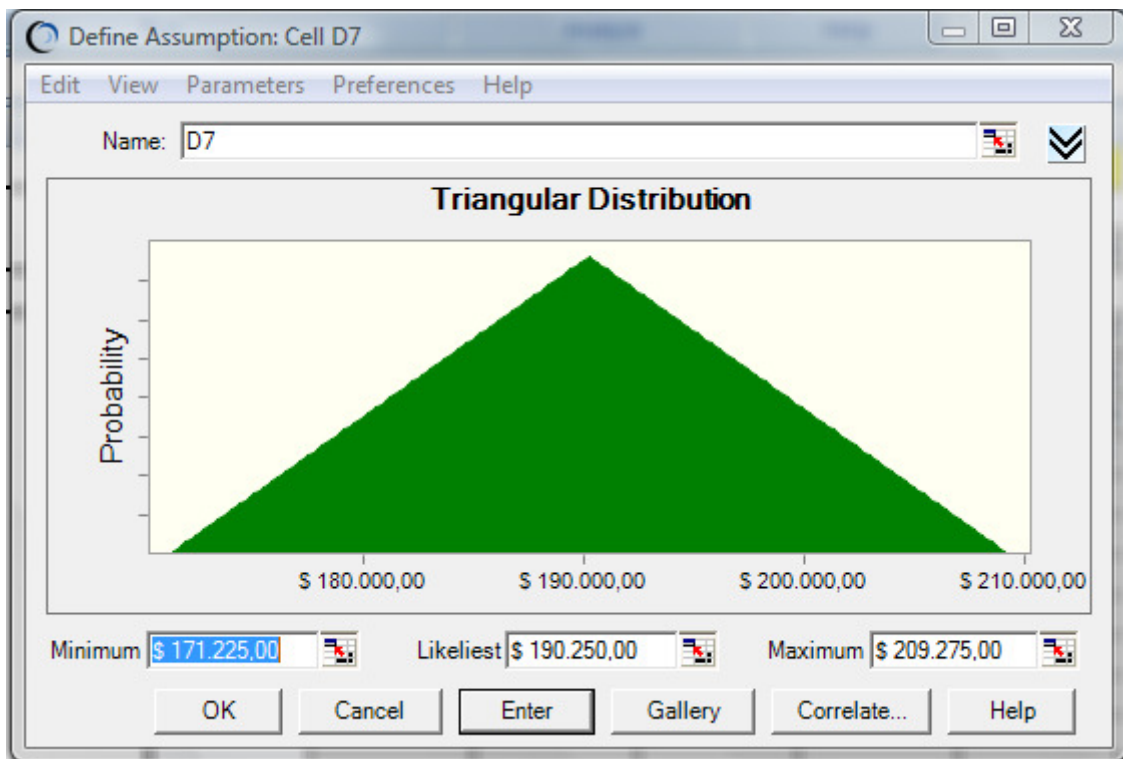 Define Assumption: Cell D7
Edit View Parameters Preferences Help
Name: D7
Triangular Distribution
Probability
$ 180.000,00 $ 190.000,00 $ 200.000,00 $ 210.000,00
Minimum $ 171.225,00 Likeliest $ 190.250,00 Maximum $ 209.275,00
OK Cancel Enter Gallery Correlate... Help